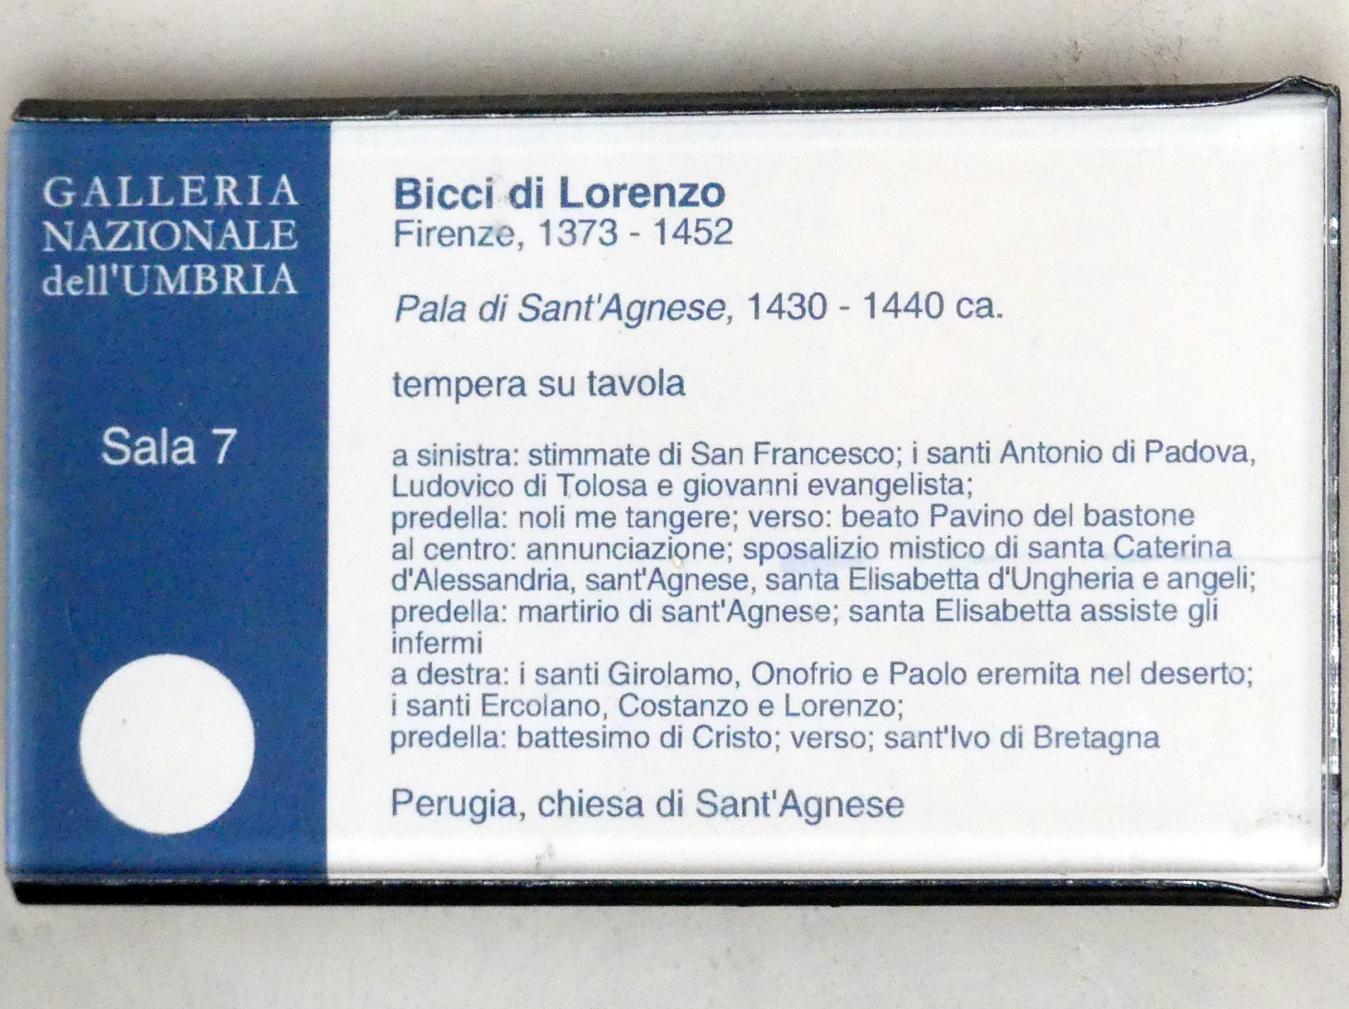 GALLERIA
NAZIONALE
dell'UMBRIA
Sala 7
Bicci di Lorenzo
Firenze, 1373 - 1452
Pala di Sant'Agnese, 1430 - 1440 ca.
tempera su tavola
a sinistra: stimmate di San Francesco; i santi Antonio di Padova,
Ludovico di Tolosa e giovanni evangelista;
predella: noli me tangere; verso: beato Pavino del bastone
al centro: annunciazione; sposalizio mistico di santa Caterina
d'Alessandria, sant'Agnese, santa Elisabetta d'Ungheria e angeli;
predella: martirio di sant'Agnese; santa Elisabetta assiste gli
infermi
a destra: i santi Girolamo, Onofrio e Paolo eremita nel deserto;
i santi Ercolano, Costanzo e Lorenzo;
predella: battesimo di Cristo; verso; sant'Ivo di Bretagna
Perugia, chiesa di Sant'Agnese